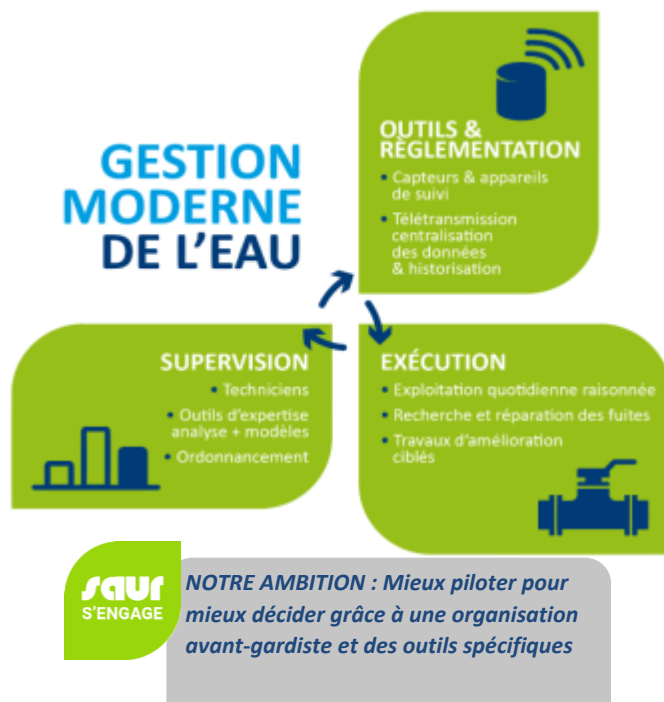 GESTION
MODERNE
DE L'EAU
OUTILS &
RÈGLEMENTATION
• Capteurs & appareils
de suivi
• Télétransmission
centralisation
des données
& historisation
SUPERVISION
• Techniciens
• Outils d'expertise
analyse + modèles
• Ordonnancement
EXÉCUTION
• Exploitation quotidienne raisonnée
• Recherche et réparation des fuites
• Travaux d'amélioration
ciblés
saur
S'ENGAGE
NOTRE AMBITION : Mieux piloter pour
mieux décider grâce à une organisation
avant-gardiste et des outils spécifiques